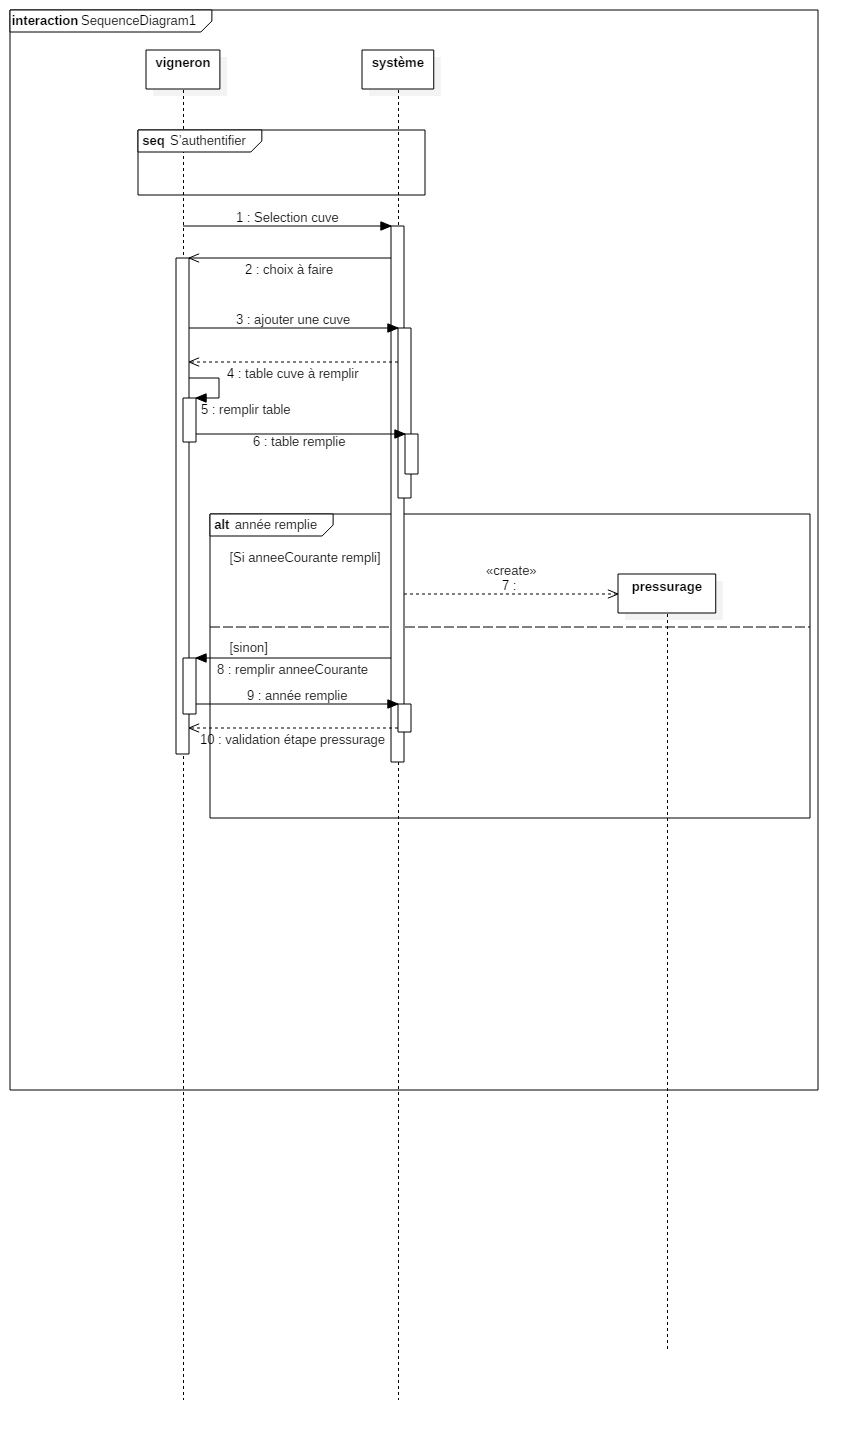 interaction SequenceDiagram1
vigneron
système
seq S'authentifier
1 : Selection cuve
2 : choix à faire
3 : ajouter une cuve
4 : table cuve à remplir
5 : remplir table
6 : table remplie
alt année remplie
[Si anneeCourante rempli]
«create»
7 :
pressurage
[sinon]
8 : remplir anneeCourante
9 : année remplie
10 : validation étape pressurage